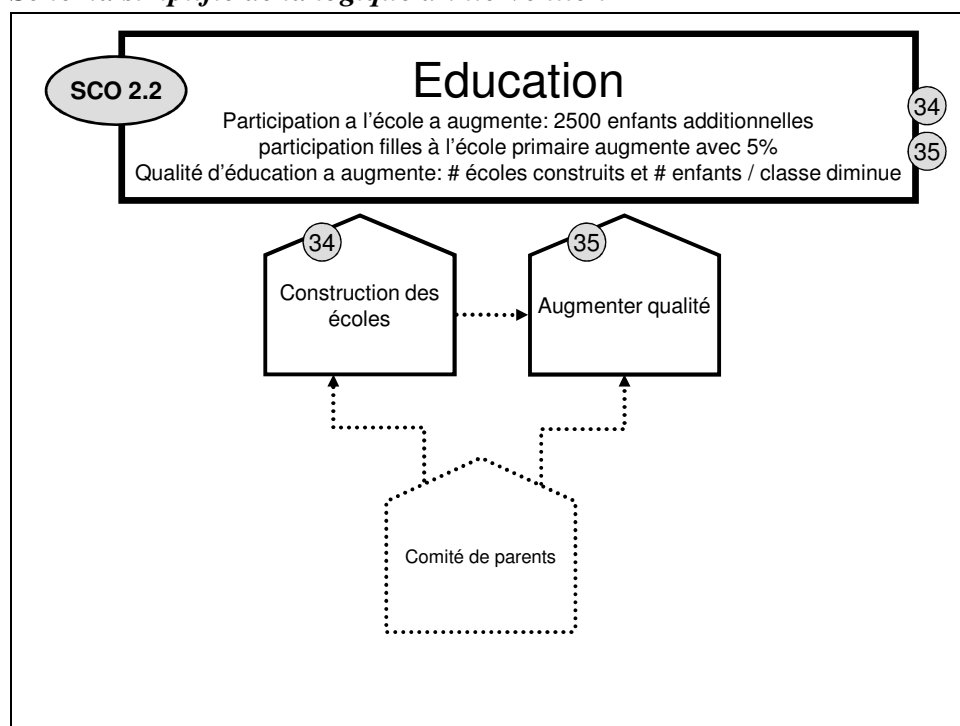 SCO 2.2
Education
Participation a l'école a augmente: 2500 enfants additionnelles
participation filles à l'école primaire augmente avec 5%
Qualité d'éducation a augmente: # écoles construits et # enfants / classe diminue
34
35
34
Construction des
écoles
35
Augmenter qualité
Comité de parents